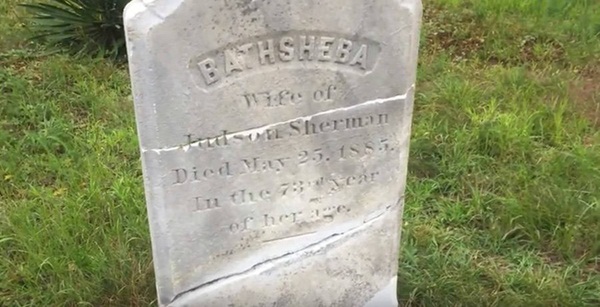 BATHSHEBA
Wife of
Judson Sherman
Died May 25, 1885.
In the 73rd year
of her age.